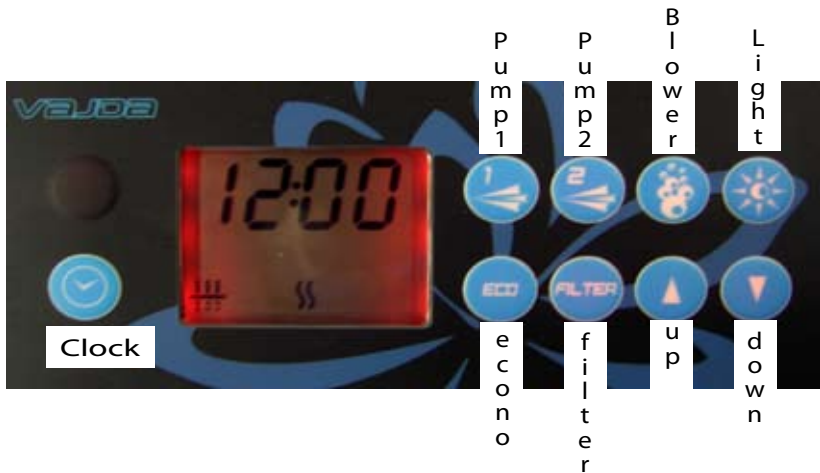 Pump1
Pump2
Blower
Light
VAJDA
12:00
1
2
ECO
FILTER
Clock
econo
filter
up
down